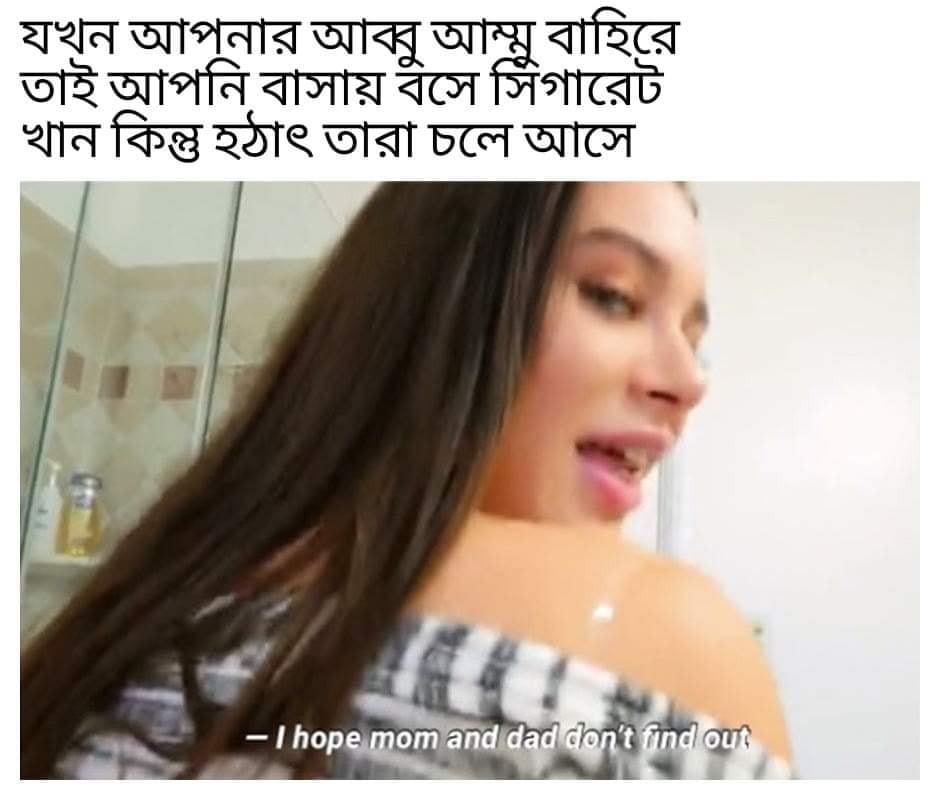 যখন আপনার আব্বু আম্মু বাহিরে
তাই আপনি বাসায় বসে সিগারেট
খান কিন্তু হঠাৎ তারা চলে আসে
– I hope mom and dad don't find out